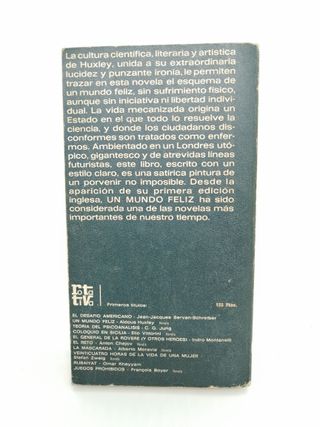 La cultura científica, literaria y artística
de Huxley, unida a su extraordinaria
lucidez y punzante ironía, le permiten
trazar en esta novela el esquema de
un mundo feliz, sin sufrimiento físico,
aunque sin iniciativa ni libertad indivi-
dual. La vida mecanizada origina un
Estado en el que todo lo resuelve la
ciencia, y donde los ciudadanos dis-
conformes son tratados como enfer-
mos. Ambientado en un Londres utó-
pico, gigantesco y de atrevidas líneas
futuristas, este libro, escrito con un
estilo claro, es una satírica pintura de
un porvenir no imposible. Desde la
aparición de su primera edición
inglesa, UN MUNDO FELIZ ha sido
considerada una de las novelas más
importantes de nuestro tiempo.
rotativa
Primeros títulos:
EL DESAFIO AMERICANO - Jean-Jacques Servan-Schreiber
UN MUNDO FELIZ - Aldous Huxley
TEORIA DEL PSICOANALISIS - C. G. Jung
COLOQUIO EN SICILIA - Elio Vittorini
EL GENERAL DE LA ROVERE (Y OTROS HEROES) - Indro Montanelli
EL RETO - Anton Chejov
LA MASCARADA - Alberto Moravia
VEINTICUATRO HORAS DE LA VIDA DE UNA MUJER -
Stefan Zweig
RUBAIYAT - Omar Khayyam
JUEGOS PROHIBIDOS - François Boyer